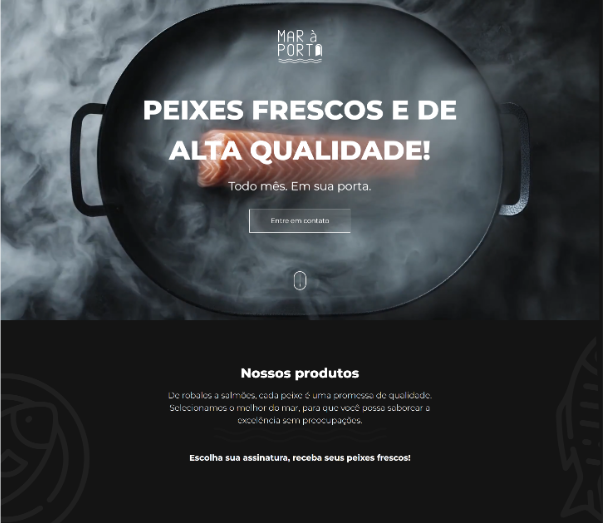 MAR à
PORTA
PEIXES FRESCOS E DE
ALTA QUALIDADE!
Todo mês. Em sua porta.
Entre em contato
Nossos produtos
De robalos a salmões, cada peixe é uma promessa de qualidade.
Selecionamos o melhor do mar, para que você possa saborear a
excelência sem preocupações.
Escolha sua assinatura, receba seus peixes frescos!